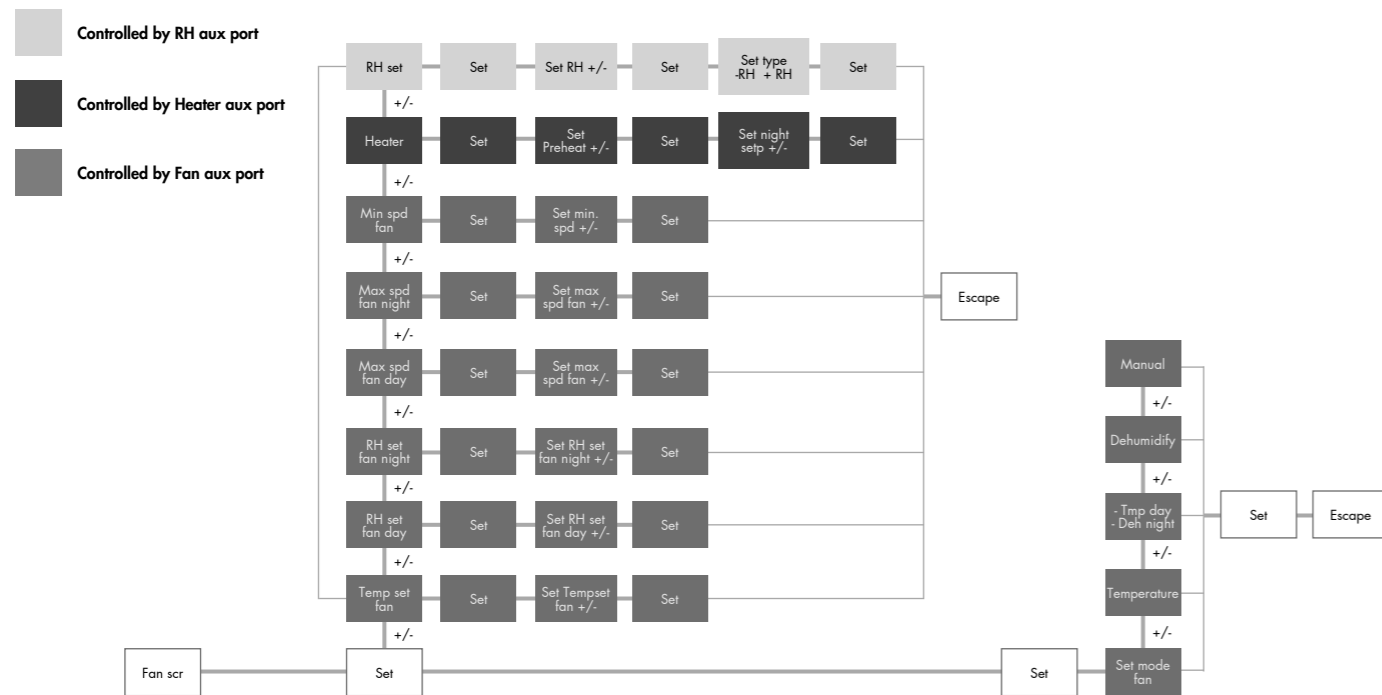 Controlled by RH aux port
Controlled by Heater aux port
Controlled by Fan aux port
RH set
Set
Set RH +/-
Set
Set type
-RH + RH
Set
+/-
Heater
Set
Set
Preheat +/-
Set
Set night
setp +/-
Set
+/-
Min spd
fan
Set
Set min.
spd +/-
Set
+/-
Max spd
fan night
Set
Set max
spd fan +/-
Set
Escape
+/-
Max spd
fan day
Set
Set max
spd fan +/-
Set
+/-
RH set
fan night
Set
Set RH set
fan night +/-
Set
+/-
RH set
fan day
Set
Set RH set
fan day +/-
Set
+/-
Temp set
fan
Set
Set Tempset
fan +/-
Set
+/-
Fan scr
Set
Set
Set mode
fan
+/-
Temperature
+/-
- Tmp day
- Deh night
+/-
Dehumidify
+/-
Manual
Set
Escape